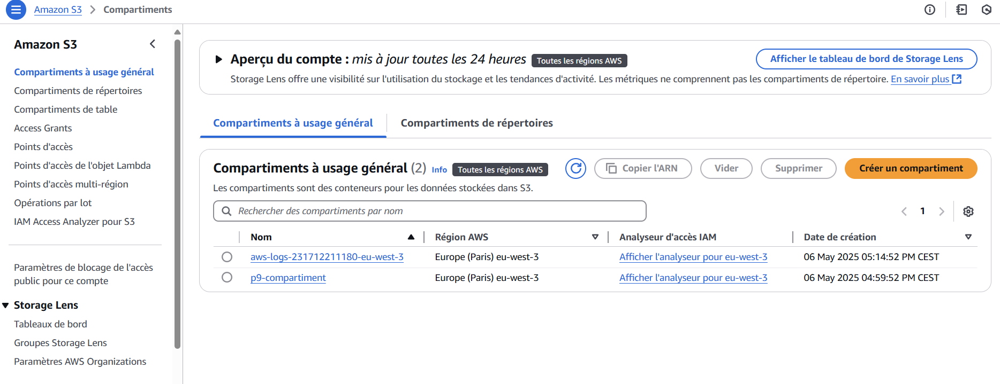 Amazon S3 > Compartiments
Amazon S3
Compartiments à usage général
Compartiments de répertoires
Compartiments de table
Access Grants
Points d'accès
Points d'accès de l'objet Lambda
Points d'accès multi-région
Opérations par lot
IAM Access Analyzer pour S3
Paramètres de blocage de l'accès
public pour ce compte
Storage Lens
Tableaux de bord
Groupes Storage Lens
Paramètres AWS Organizations
Aperçu du compte : mis à jour toutes les 24 heures Toutes les régions AWS
Afficher le tableau de bord de Storage Lens
Storage Lens offre une visibilité sur l'utilisation du stockage et les tendances d'activité. Les métriques ne comprennent pas les compartiments de répertoire. En savoir plus
Compartiments à usage général Compartiments de répertoires
Compartiments à usage général (2) Info Toutes les régions AWS
Copier l'ARN Vider Supprimer Créer un compartiment
Les compartiments sont des conteneurs pour les données stockées dans S3.
Rechercher des compartiments par nom
1
Nom Région AWS Analyseur d'accès IAM Date de création
aws-logs-231712211180-eu-west-3 Europe (Paris) eu-west-3 Afficher l'analyseur pour eu-west-3 06 May 2025 05:14:52 PM CEST
p9-compartiment Europe (Paris) eu-west-3 Afficher l'analyseur pour eu-west-3 06 May 2025 04:59:52 PM CEST